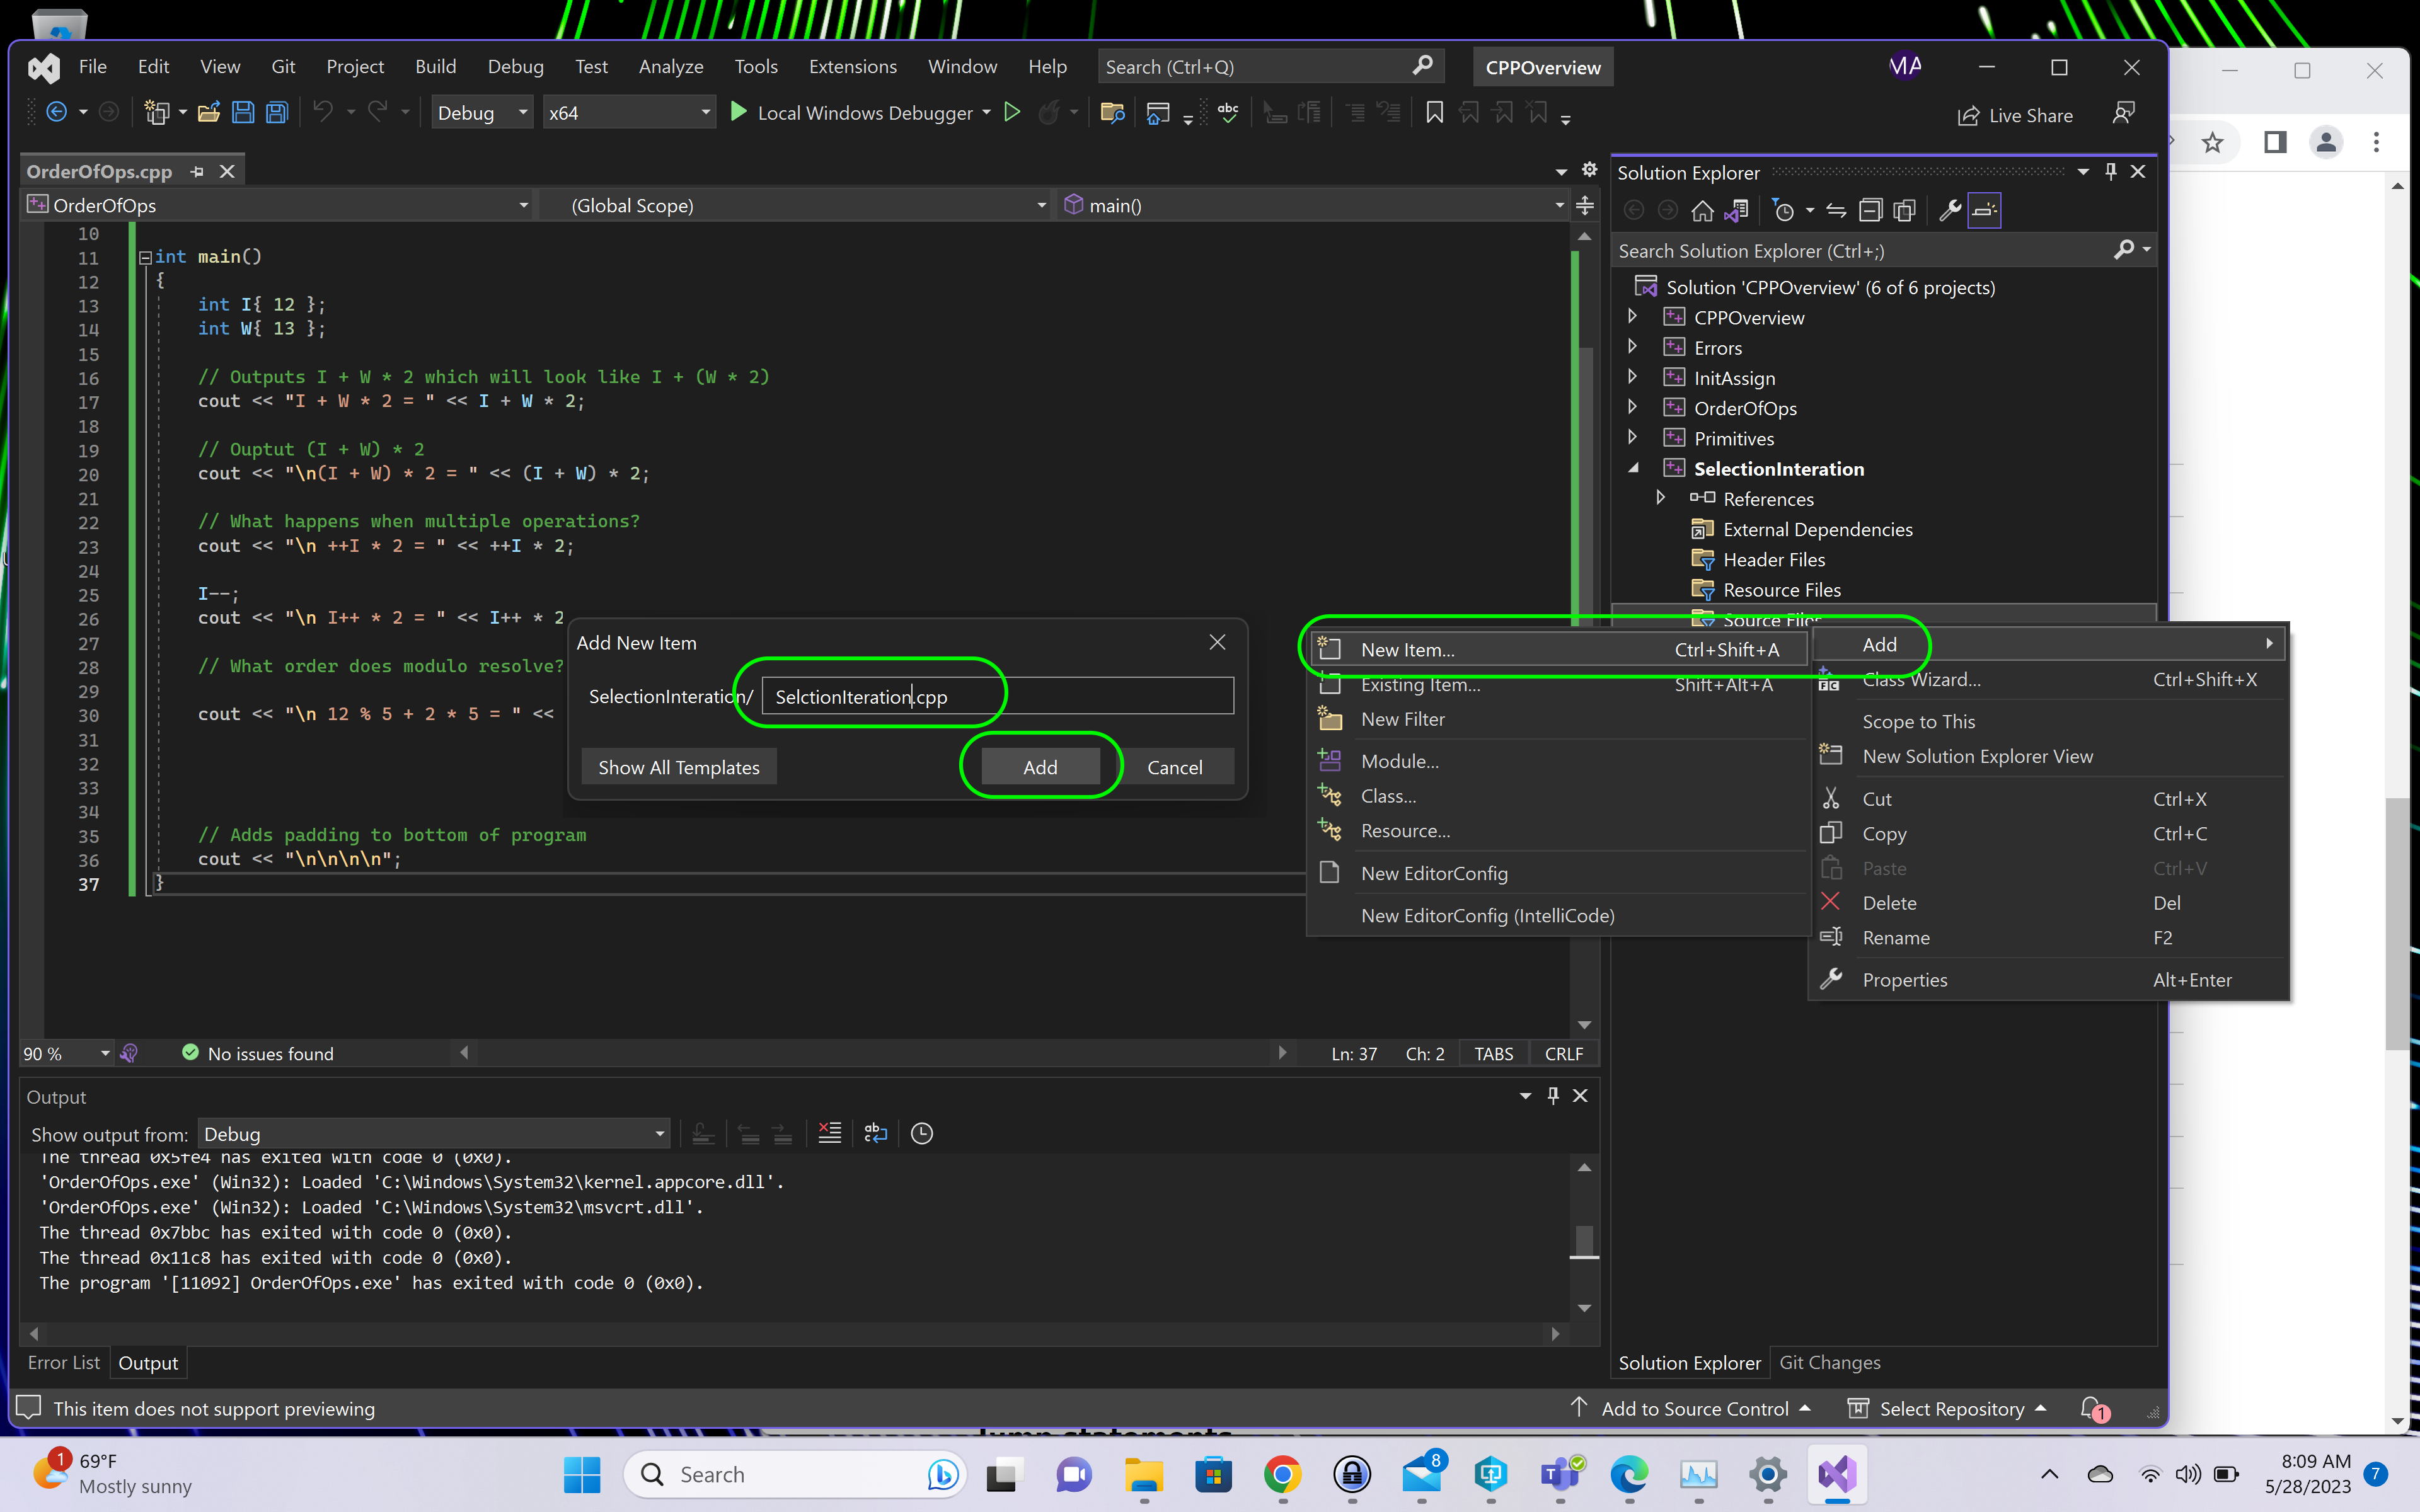 File Edit View Git Project Build Debug Test Analyze Tools Extensions Window Help Search (Ctrl+Q) CPPOverview MA
Debug x64 Local Windows Debugger Live Share
OrderOfOps.cpp
OrderOfOps (Global Scope) main()
10
11 int main()
12 {
13 int I{ 12 };
14 int W{ 13 };
15
16 // Outputs I + W * 2 which will look like I + (W * 2)
17 cout << "I + W * 2 = " << I + W * 2;
18
19 // Ouptut (I + W) * 2
20 cout << "\n(I + W) * 2 = " << (I + W) * 2;
21
22 // What happens when multiple operations?
23 cout << "\n ++I * 2 = " << ++I * 2;
24
25 I--;
26 cout << "\n I++ * 2 = " << I++ * 2
27
28 // What order does modulo resolve?
29
30 cout << "\n 12 % 5 + 2 * 5 = " <<
31
32
33
34
35 // Adds padding to bottom of program
36 cout << "\n\n\n\n";
37 }
Add New Item
SelectionInteration/ SelctionIteration.cpp
Show All Templates Add Cancel
90 % No issues found Ln: 37 Ch: 2 TABS CRLF
Solution Explorer
Search Solution Explorer (Ctrl+;)
Solution 'CPPOverview' (6 of 6 projects)
CPPOverview
Errors
InitAssign
OrderOfOps
Primitives
SelectionInteration
References
External Dependencies
Header Files
Resource Files
Source Files
New Item... Ctrl+Shift+A
Existing Item... Shift+Alt+A
New Filter
Module...
Class...
Resource...
New EditorConfig
New EditorConfig (IntelliCode)
Add
Class Wizard... Ctrl+Shift+X
Scope to This
New Solution Explorer View
Cut Ctrl+X
Copy Ctrl+C
Paste Ctrl+V
Delete Del
Rename F2
Properties Alt+Enter
Output
Show output from: Debug
The thread 0x5fe4 has exited with code 0 (0x0).
'OrderOfOps.exe' (Win32): Loaded 'C:\Windows\System32\kernel.appcore.dll'.
'OrderOfOps.exe' (Win32): Loaded 'C:\Windows\System32\msvcrt.dll'.
The thread 0x7bbc has exited with code 0 (0x0).
The thread 0x11c8 has exited with code 0 (0x0).
The program '[11092] OrderOfOps.exe' has exited with code 0 (0x0).
Error List Output
Solution Explorer Git Changes
This item does not support previewing Add to Source Control Select Repository 1
Jump statements
1 69°F
Mostly sunny
Search 8
8:09 AM
5/28/2023 7